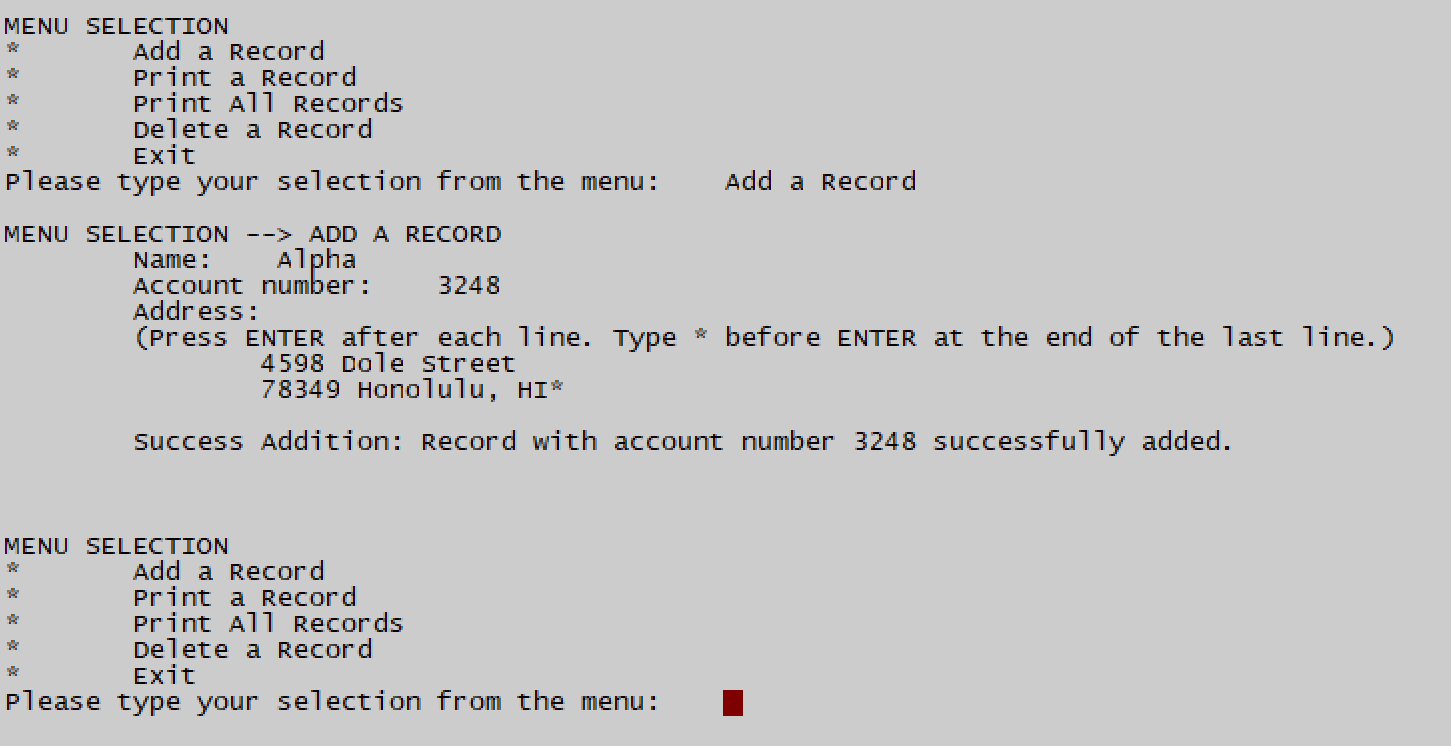 MENU SELECTION
* Add a Record
* Print a Record
* Print All Records
* Delete a Record
* Exit
Please type your selection from the menu: Add a Record
MENU SELECTION --> ADD A RECORD
Name: Alpha
Account number: 3248
Address:
(Press ENTER after each line. Type * before ENTER at the end of the last line.)
4598 Dole Street
78349 Honolulu, HI*
Success Addition: Record with account number 3248 successfully added.
MENU SELECTION
* Add a Record
* Print a Record
* Print All Records
* Delete a Record
* Exit
Please type your selection from the menu: